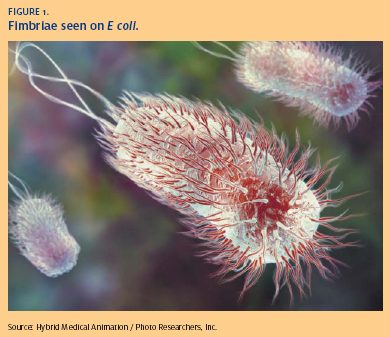 FIGURE 1.
Fimbriae seen on E coli.
Source: Hybrid Medical Animation / Photo Researchers, Inc.